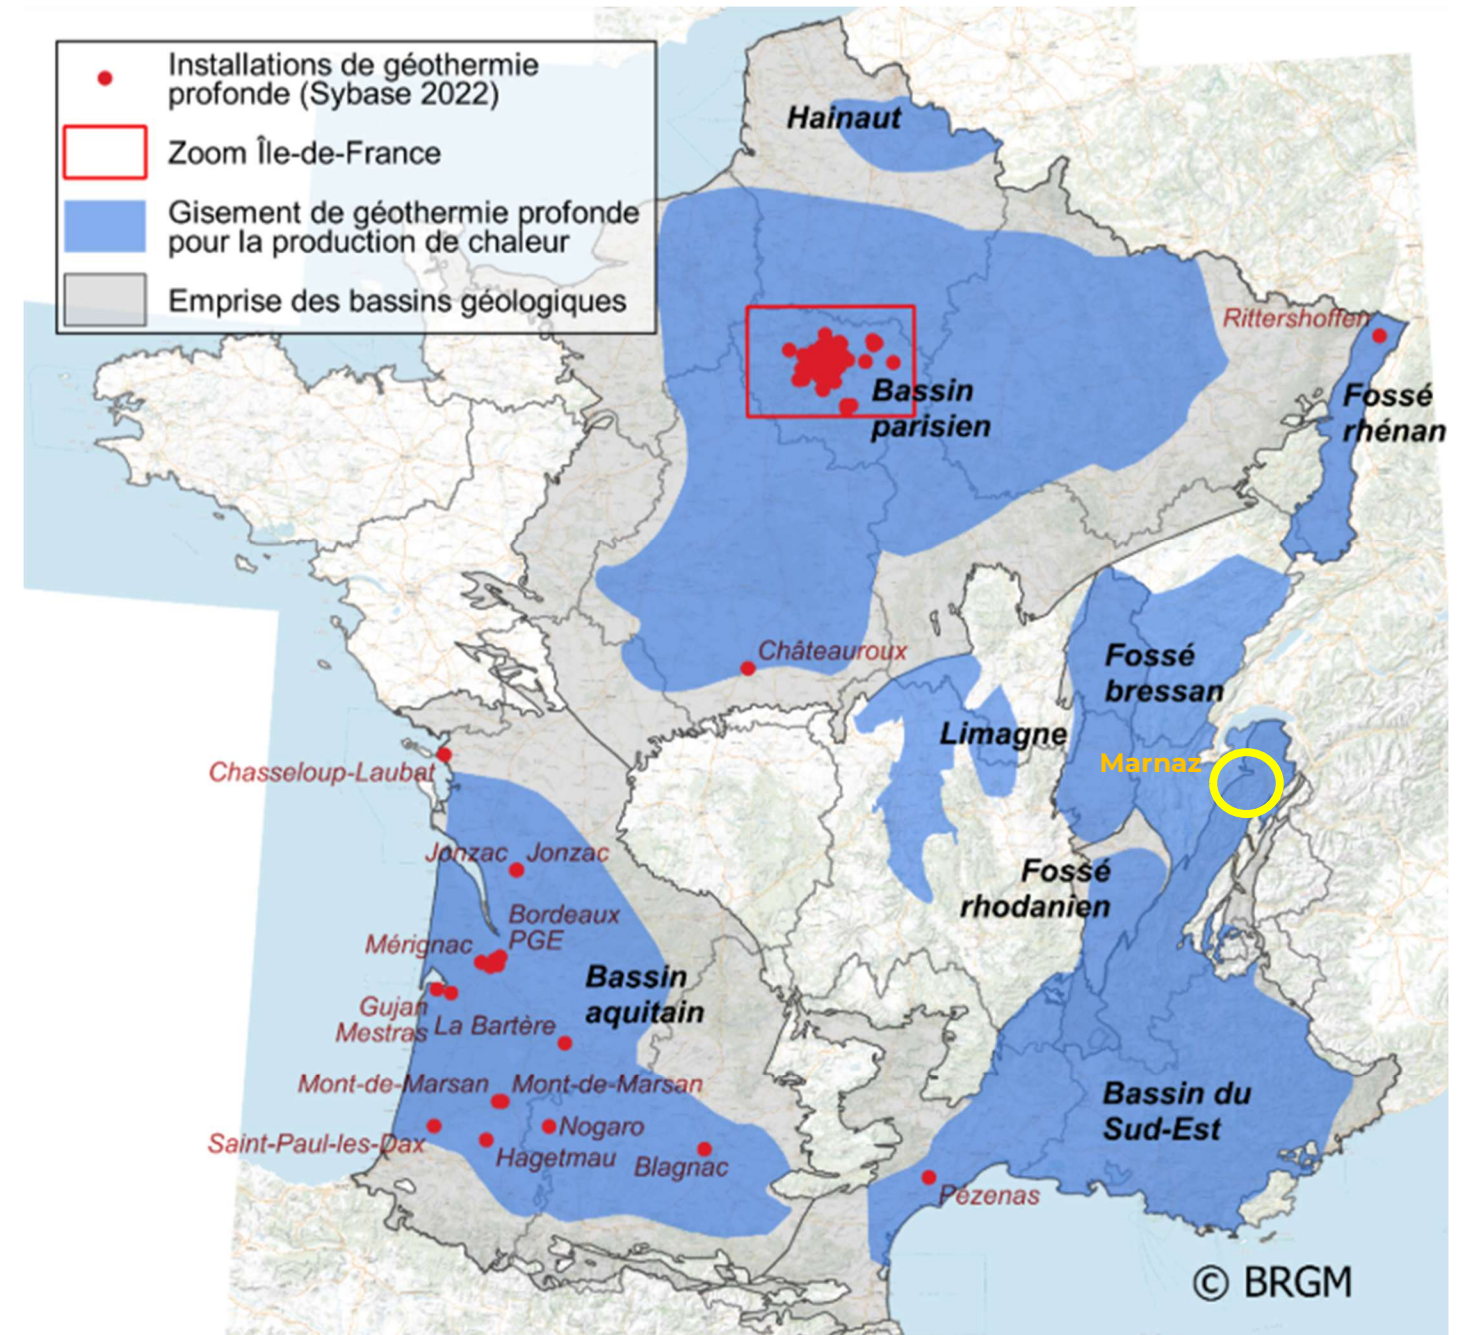 Installations de géothermie
profonde (Sybase 2022)
Zoom Île-de-France
Gisement de géothermie profonde
pour la production de chaleur
Emprise des bassins géologiques
Hainaut
Rittershoffen
Bassin
parisien
Fossé
rhénan
Châteauroux
Fossé
bressan
Limagne
Marnaz
Chasseloup-Laubat
Jonzac Jonzac
Fossé
rhodanien
Bordeaux
PGE
Mérignac
Bassin
aquitain
Gujan
Mestras
La Bartère
Mont-de-Marsan Mont-de-Marsan
Nogaro
Saint-Paul-les-Dax
Hagetmau
Blagnac
Bassin du
Sud-Est
Pézenas
© BRGM